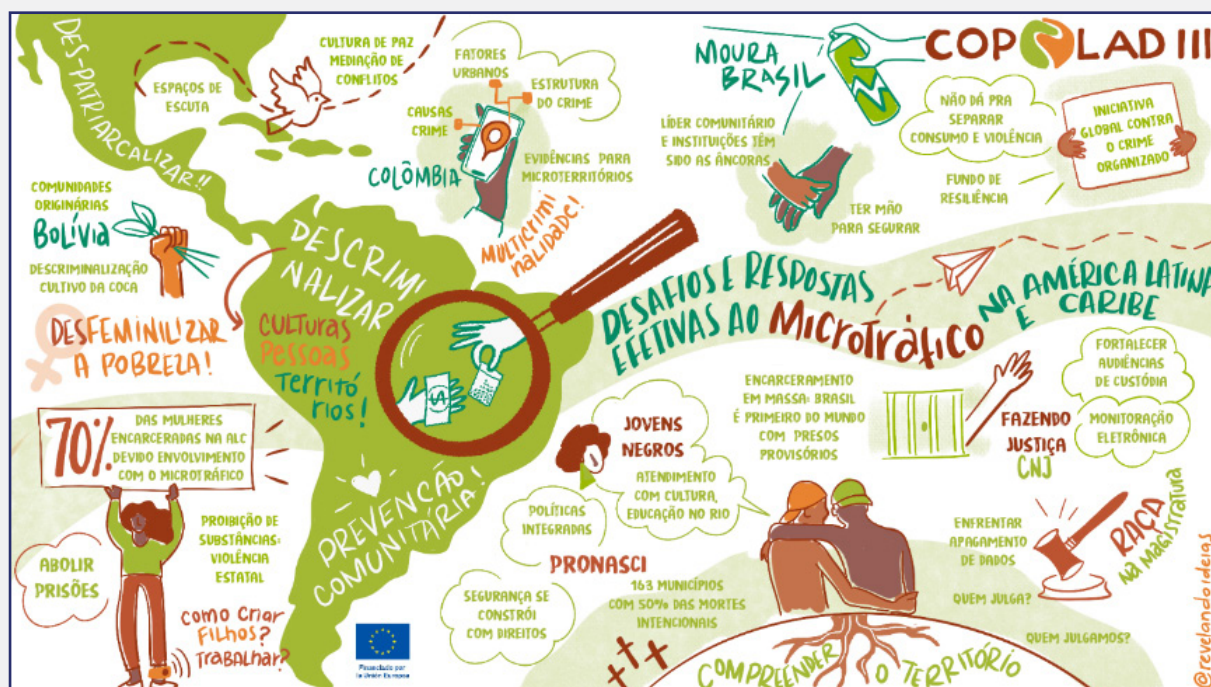 DES-PATRIARCALIZAR!!
ESPAÇOS DE
ESCUTA
CULTURA DE PAZ
MEDIAÇÃO DE
CONFLITOS
FATORES
URBANOS
ESTRUTURA
DO CRIME
CAUSAS
CRIME
COLÔMBIA
EVIDÊNCIAS PARA
MICROTERRITÓRIOS
MULTICRIMI
NALIDADE!
MOURA
BRASIL
LÍDER COMUNITÁRIO
E INSTITUIÇÕES TÊM
SIDO AS ÂNCORAS
TER MÃO
PARA SEGURAR
COP LAD III
NÃO DÁ PRA
SEPARAR
CONSUMO E VIOLÊNCIA
INICIATIVA
GLOBAL CONTRA
O CRIME
ORGANIZADO
FUNDO DE
RESILIÊNCIA
COMUNIDADES
ORIGINÁRIAS
BOLÍVIA
DESCRIMINALIZAÇÃO
CULTIVO DA COCA
DESFEMINILIZAR
A POBREZA!
DESCRIMI
NALIZAR
CULTURAS
PESSOAS
TERRITÓ
RIOS!
DESAFIOS E RESPOSTAS
EFETIVAS AO MICROTRÁFICO
NA AMÉRICA LATINA
E CARIBE
70% DAS MULHERES
ENCARCERADAS NA ALC
DEVIDO ENVOLVIMENTO
COM O MICROTRÁFICO
ABOLIR
PRISÕES
PROIBIÇÃO DE
SUBSTÂNCIAS:
VIOLÊNCIA
ESTATAL
COMO CRIAR
FILHOS?
TRABALHAR?
PREVENÇÃO
COMUNITÁRIA!
Financiado por
la Unión Europea
JOVENS
NEGROS
ATENDIMENTO
COM CULTURA,
EDUCAÇÃO NO RIO
POLÍTICAS
INTEGRADAS
PRONASCI
163 MUNICÍPIOS
COM 50% DAS MORTES
INTENCIONAIS
SEGURANÇA SE
CONSTRÓI
COM DIREITOS
ENCARCERAMENTO
EM MASSA: BRASIL
É PRIMEIRO DO MUNDO
COM PRESOS
PROVISÓRIOS
FAZENDO
JUSTIÇA
CNJ
FORTALECER
AUDIÊNCIAS
DE CUSTÓDIA
MONITORAÇÃO
ELETRÔNICA
ENFRENTAR
APAGAMENTO
DE DADOS
QUEM JULGA?
QUEM JULGAMOS?
RAÇA
NA MAGISTRATURA
COMPREENDER O TERRITÓRIO
@revelandoideias